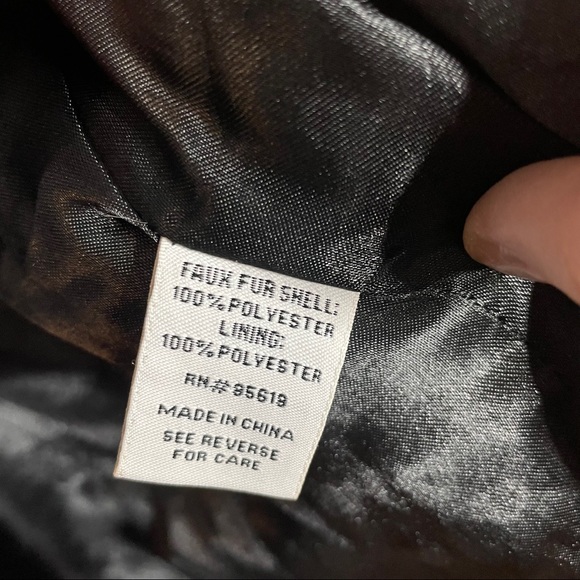 FAUX FUR SHELL:
100% POLYESTER
LINING:
100% POLYESTER
RN# 95619
MADE IN CHINA
SEE REVERSE
FOR CARE